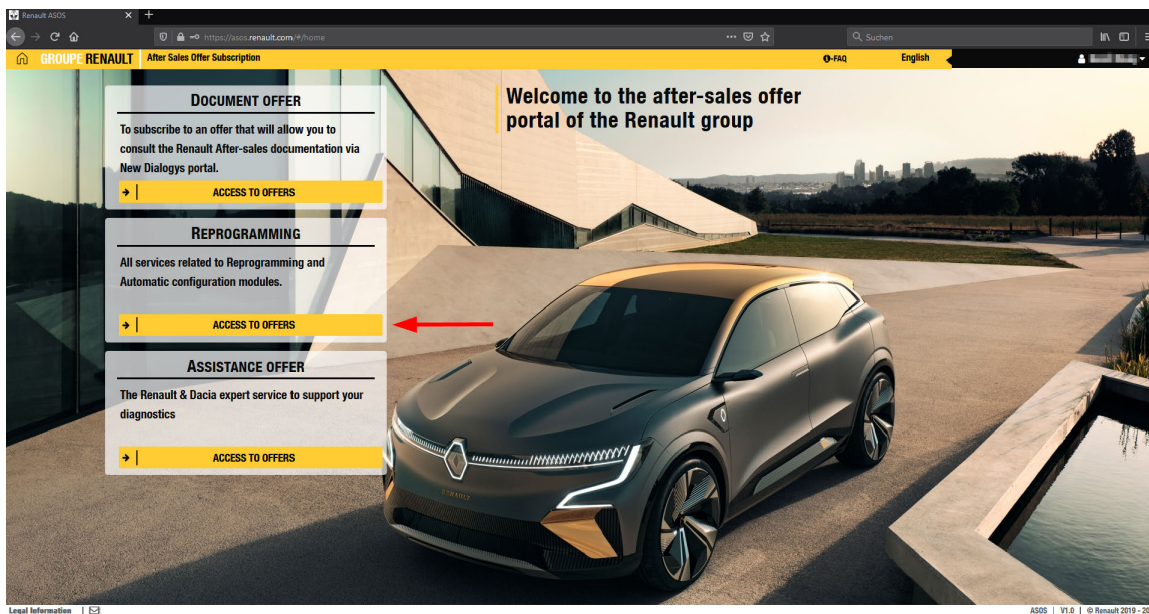 Renault ASOS
https://asos.renault.com/#/home
Suchen
GROUPE RENAULT After Sales Offer Subscription
FAQ
English
DOCUMENT OFFER
To subscribe to an offer that will allow you to
consult the Renault After-sales documentation via
New Dialogys portal.
ACCESS TO OFFERS
REPROGRAMMING
All services related to Reprogramming and
Automatic configuration modules.
ACCESS TO OFFERS
ASSISTANCE OFFER
The Renault & Dacia expert service to support your
diagnostics
ACCESS TO OFFERS
Welcome to the after-sales offer
portal of the Renault group
RENAULT
Legal Information
ASOS | V1.0 | © Renault 2019 - 20